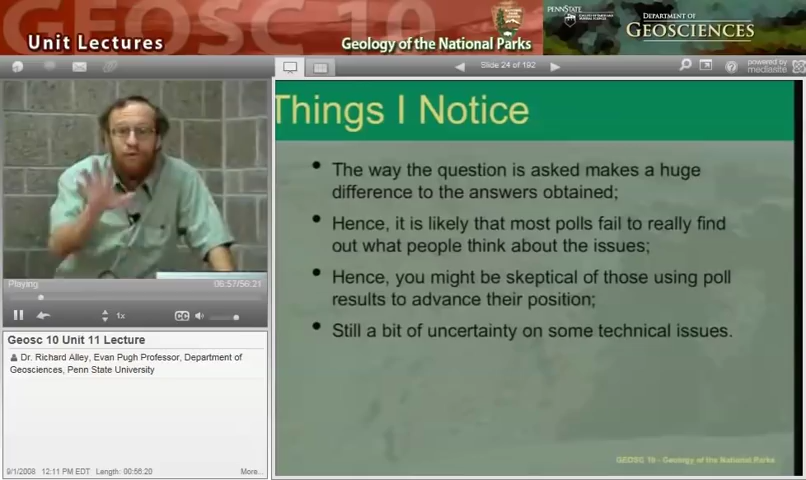 GEOSC 10
Unit Lectures
Geology of the National Parks
PENNSTATE
DEPARTMENT OF
GEOSCIENCES
Slide 24 of 192
powered by
mediasite
Things I Notice
• The way the question is asked makes a huge
difference to the answers obtained;
• Hence, it is likely that most polls fail to really find
out what people think about the issues;
• Hence, you might be skeptical of those using poll
results to advance their position;
• Still a bit of uncertainty on some technical issues.
GEOSC 10 - Geology of the National Parks
Playing
06:57/56:21
1x
CC
Geosc 10 Unit 11 Lecture
Dr. Richard Alley, Evan Pugh Professor, Department of
Geosciences, Penn State University
9/1/2008 12:11 PM EDT Length: 00:56:20
More...